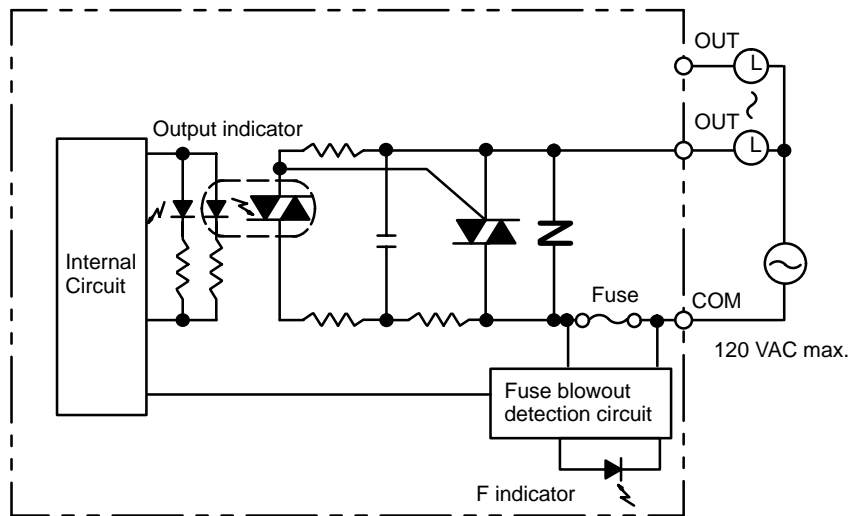 OUT
L
OUT
L
Output indicator
Internal
Circuit
Fuse
COM
120 VAC max.
Fuse blowout
detection circuit
F indicator